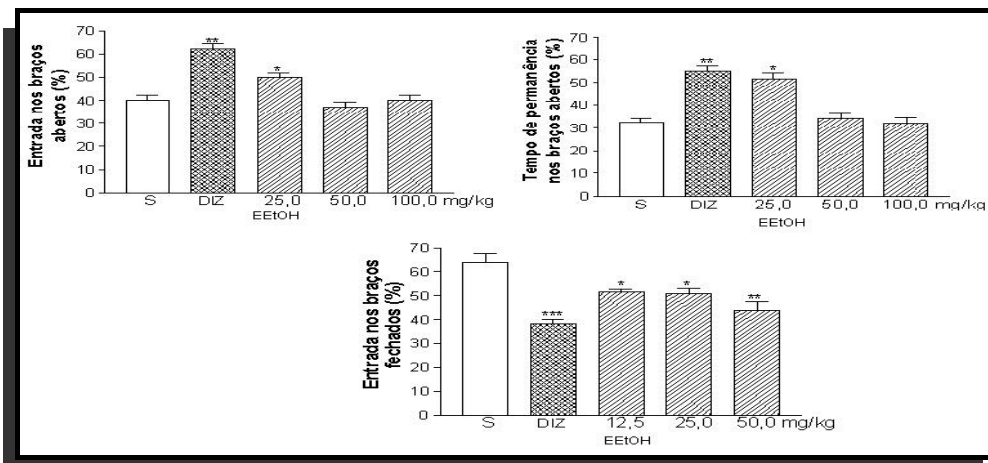 Entrada nos braços
abertos (%)
70
60
50
40
30
20
10
0
**
*
S
DIZ
25,0
50,0
100,0 mg/kg
EEtOH
Tempo de permanência
nos braços abertos (%)
70
60
50
40
30
20
10
0
**
*
S
DIZ
25,0
50,0
100,0 mg/kg
EEtOH
Entrada nos braços
fechados (%)
70
60
50
40
30
20
10
0
***
*
*
**
S
DIZ
12,5
25,0
50,0 mg/kg
EEtOH